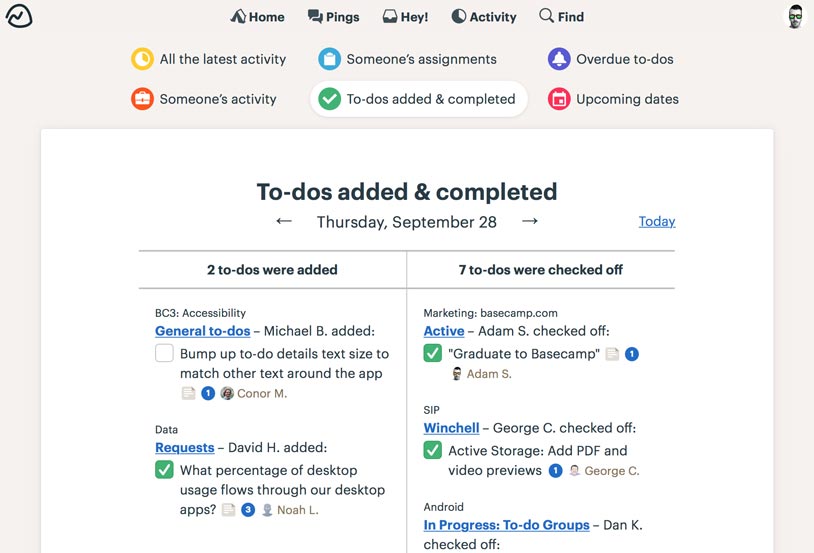 Home Pings Hey! Activity Find
All the latest activity Someone's assignments Overdue to-dos
Someone's activity To-dos added & completed Upcoming dates
To-dos added & completed
← Thursday, September 28 → Today
2 to-dos were added
7 to-dos were checked off
BC3: Accessibility
General to-dos – Michael B. added:
Bump up to-do details text size to
match other text around the app
1 Conor M.
Data
Requests – David H. added:
What percentage of desktop
usage flows through our desktop
apps? 3 Noah L.
Marketing: basecamp.com
Active – Adam S. checked off:
"Graduate to Basecamp" 1
Adam S.
SIP
Winchell – George C. checked off:
Active Storage: Add PDF and
video previews 1 George C.
Android
In Progress: To-do Groups – Dan K.
checked off: